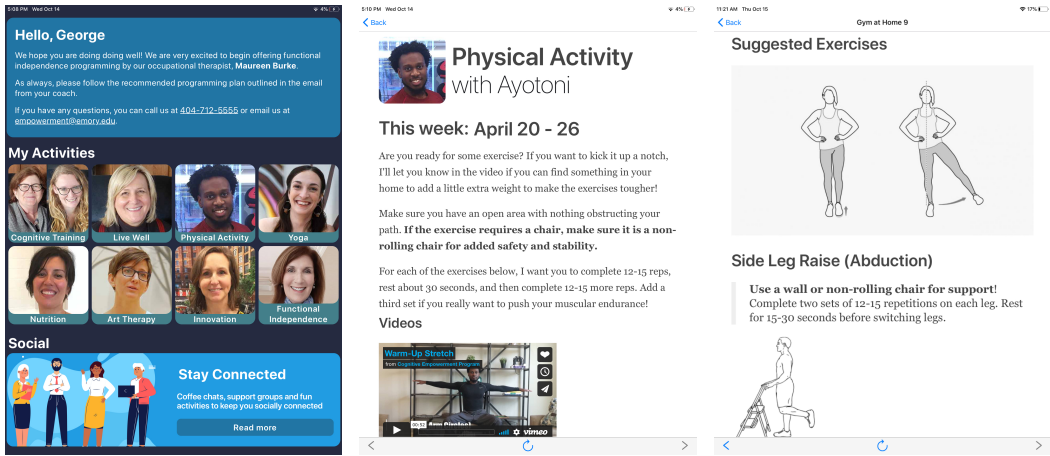 5:08 PM Wed Oct 14
4%
Hello, George
We hope you are doing doing well! We are very excited to begin offering functional
independence programming by our occupational therapist, Maureen Burke.
As always, please follow the recommended programming plan outlined in the email
from your coach.
If you have any questions, you can call us at 404-712-5555 or email us at
empowerment@emory.edu.
My Activities
Cognitive Training
Live Well
Physical Activity
Yoga
Nutrition
Art Therapy
Innovation
Functional
Independence
Social
Stay Connected
Coffee chats, support groups and fun
activities to keep you socially connected
Read more
5:10 PM Wed Oct 14
4%
Back
Physical Activity
with Ayotoni
This week: April 20 - 26
Are you ready for some exercise? If you want to kick it up a notch,
I'll let you know in the video if you can find something in your
home to add a little extra weight to make the exercises tougher!
Make sure you have an open area with nothing obstructing your
path. If the exercise requires a chair, make sure it is a non-
rolling chair for added safety and stability.
For each of the exercises below, I want you to complete 12-15 reps,
rest about 30 seconds, and then complete 12-15 more reps. Add a
third set if you really want to push your muscular endurance!
Videos
Warm-Up Stretch
from Cognitive Empowerment Program
00:52
vimeo
11:21 AM Thu Oct 15
17%
Back
Gym at Home 9
Suggested Exercises
Side Leg Raise (Abduction)
Use a wall or non-rolling chair for support!
Complete two sets of 12-15 repetitions on each leg. Rest
for 15-30 seconds before switching legs.